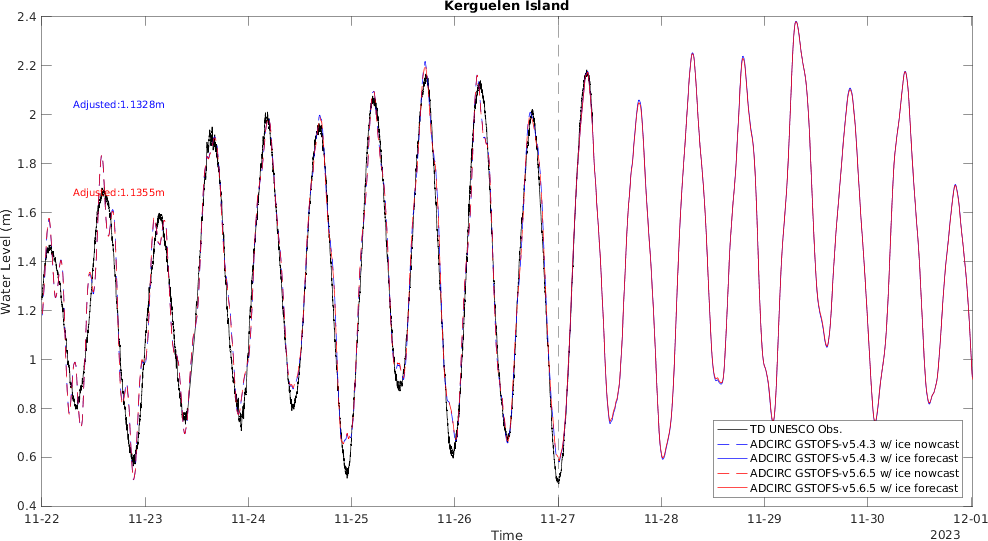 Kerguelen Island
2.4
2.2
2
1.8
1.6
1.4
1.2
1
0.8
0.6
0.4
Water Level (m)
Adjusted:1.1328m
Adjusted:1.1355m
TD UNESCO Obs.
ADCIRC GSTOFS-v5.4.3 w/ ice nowcast
ADCIRC GSTOFS-v5.4.3 w/ ice forecast
ADCIRC GSTOFS-v5.6.5 w/ ice nowcast
ADCIRC GSTOFS-v5.6.5 w/ ice forecast
11-22 11-23 11-24 11-25 11-26 11-27 11-28 11-29 11-30 12-01
Time
2023